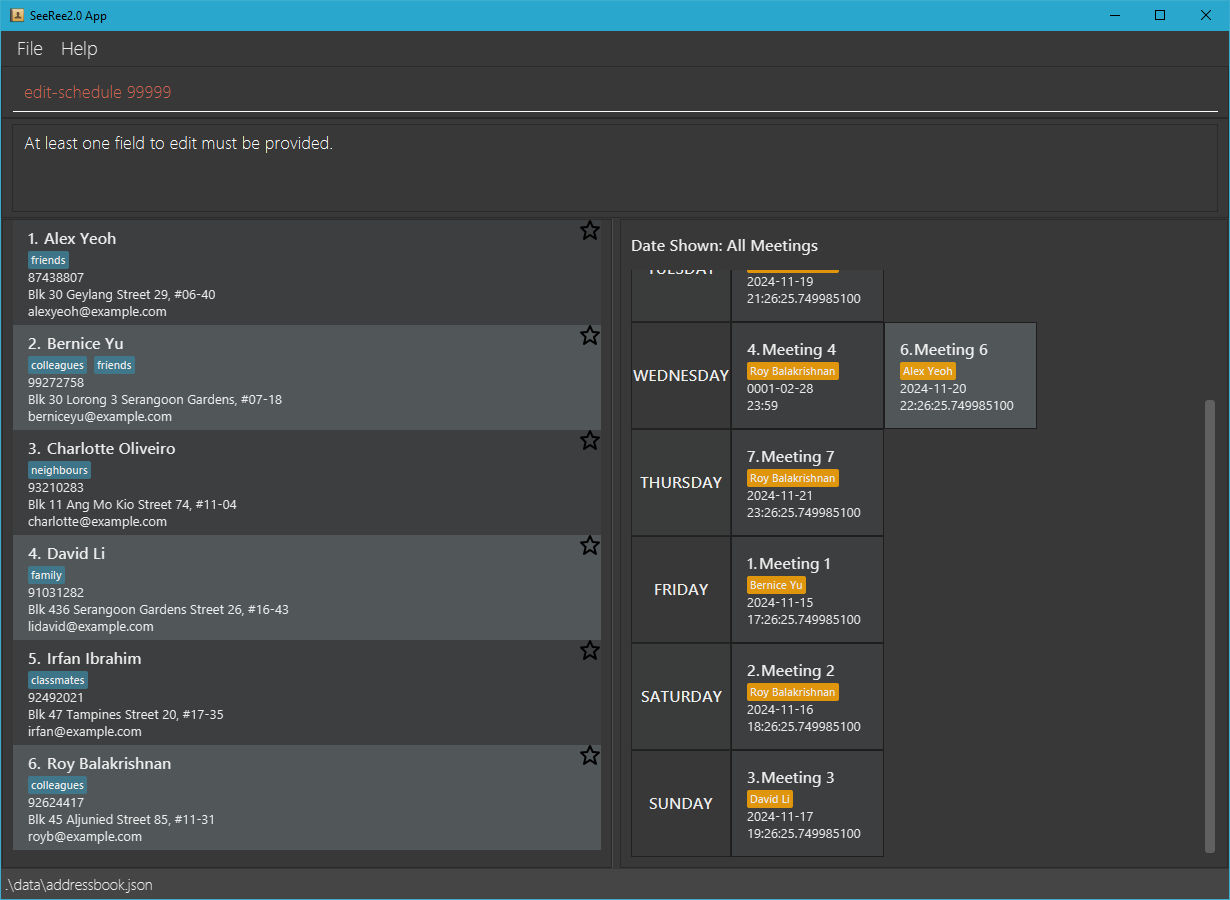 SeeRee2.0 App
File Help
edit-schedule 99999
At least one field to edit must be provided.
1. Alex Yeoh
friends
87438807
Blk 30 Geylang Street 29, #06-40
alexyeoh@example.com
2. Bernice Yu
colleagues friends
99272758
Blk 30 Lorong 3 Serangoon Gardens, #07-18
berniceyu@example.com
3. Charlotte Oliveiro
neighbours
93210283
Blk 11 Ang Mo Kio Street 74, #11-04
charlotte@example.com
4. David Li
family
91031282
Blk 436 Serangoon Gardens Street 26, #16-43
lidavid@example.com
5. Irfan Ibrahim
classmates
92492021
Blk 47 Tampines Street 20, #17-35
irfan@example.com
6. Roy Balakrishnan
colleagues
92624417
Blk 45 Aljunied Street 85, #11-31
royb@example.com
Date Shown: All Meetings
TUESDAY
2024-11-19
21:26:25.749985100
WEDNESDAY
4.Meeting 4
Roy Balakrishnan
0001-02-28
23:59
6.Meeting 6
Alex Yeoh
2024-11-20
22:26:25.749985100
THURSDAY
7.Meeting 7
Roy Balakrishnan
2024-11-21
23:26:25.749985100
FRIDAY
1.Meeting 1
Bernice Yu
2024-11-15
17:26:25.749985100
SATURDAY
2.Meeting 2
Roy Balakrishnan
2024-11-16
18:26:25.749985100
SUNDAY
3.Meeting 3
David Li
2024-11-17
19:26:25.749985100
.\data\addressbook.json